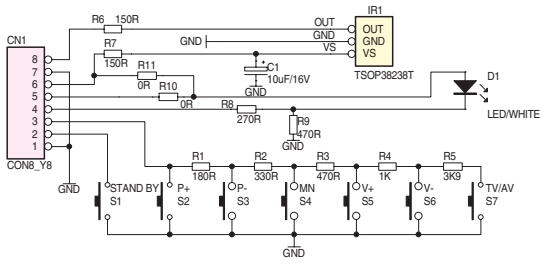 IR1
R6 150R
OUT
OUT
GND
GND
VS
GND
VS
TSOP38238T
CN1
R7
150R
8
7
6
5
4
3
2
1
CON8_Y8
R11
0R
R10
0R
+
C1
10uF/16V
GND
D1
LED/WHITE
R8
270R
R9
470R
GND
R1
180R
R2
330R
R3
470R
R4
1K
R5
3K9
GND
STAND BY
S1
P+
S2
P-
S3
MN
S4
V+
S5
V-
S6
TV/AV
S7
GND